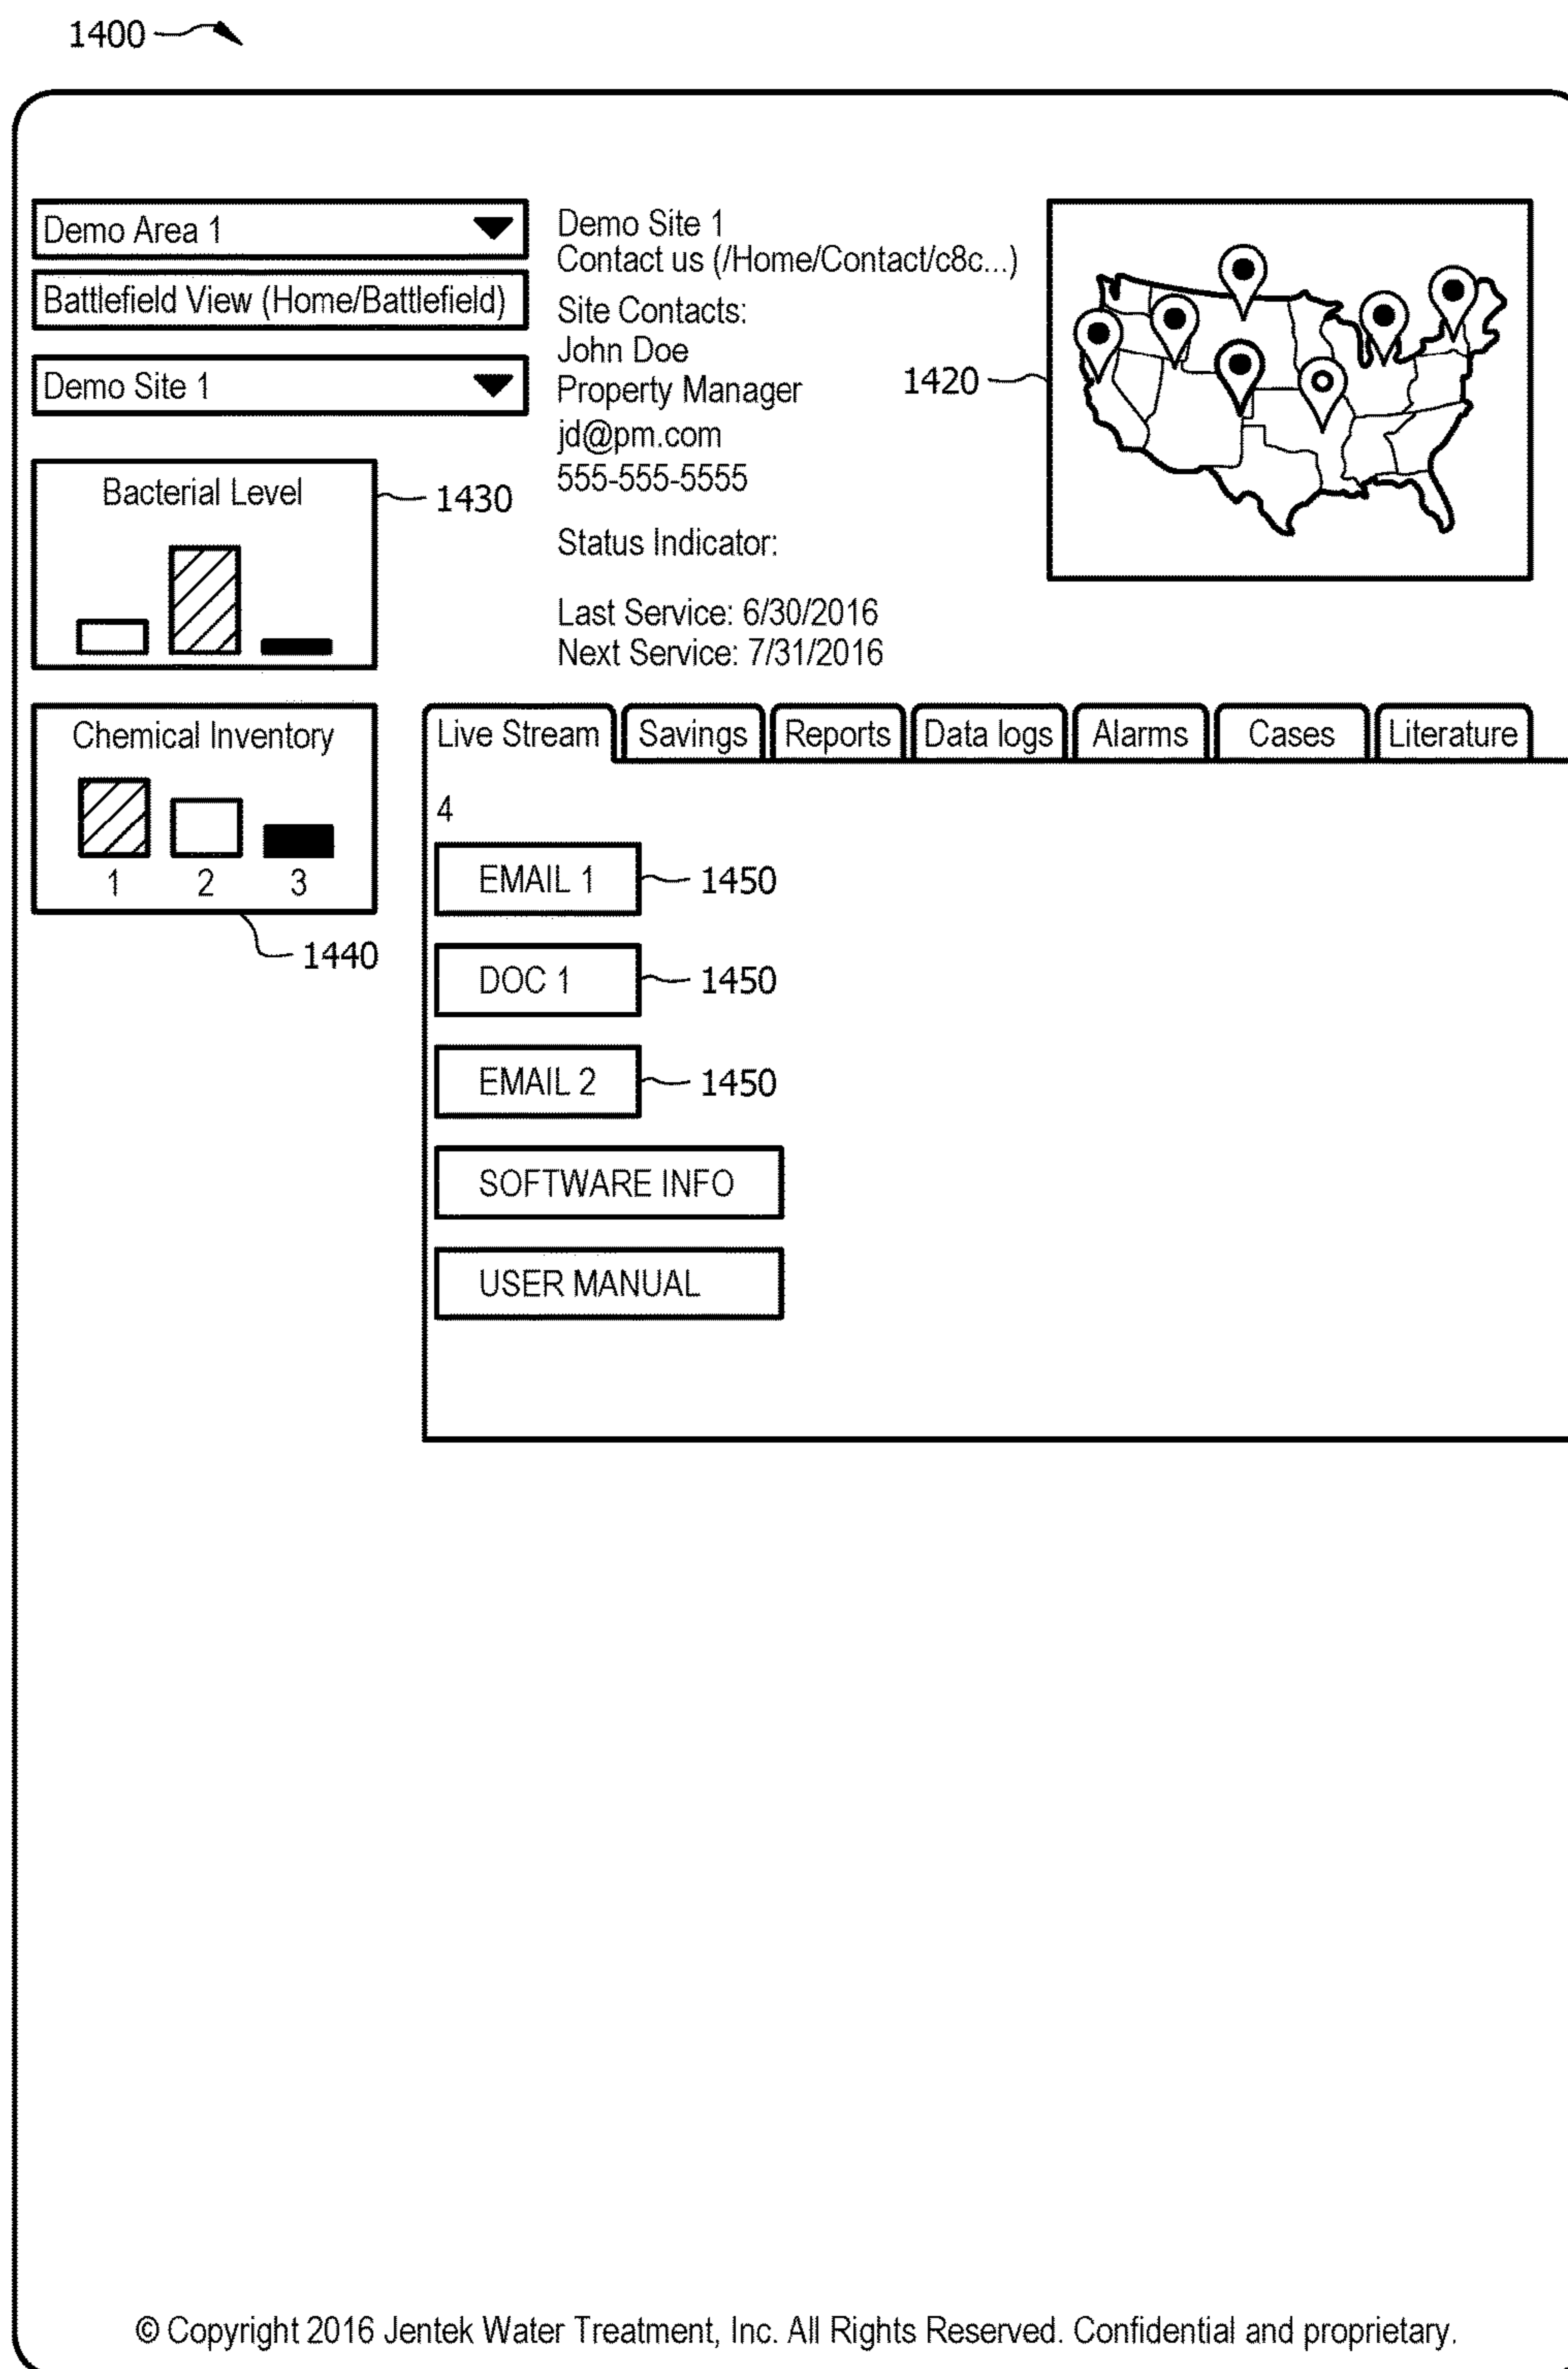 1400
Demo Area 1
Battlefield View (Home/Battlefield)
Demo Site 1
Demo Site 1
Contact us (/Home/Contact/c8c...)
Site Contacts:
John Doe
Property Manager
jd@pm.com
555-555-5555
Status Indicator:
Last Service: 6/30/2016
Next Service: 7/31/2016
1420
Bacterial Level
1430
Chemical Inventory
1 2 3
1440
Live Stream Savings Reports Data logs Alarms Cases Literature
4
EMAIL 1 1450
DOC 1 1450
EMAIL 2 1450
SOFTWARE INFO
USER MANUAL
© Copyright 2016 Jentek Water Treatment, Inc. All Rights Reserved. Confidential and proprietary.